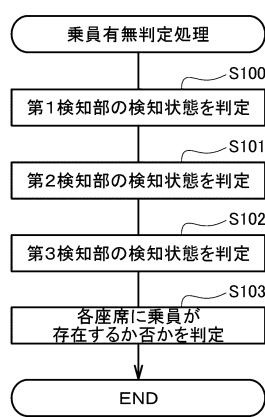 乗員有無判定処理
S100
第1検知部の検知状態を判定
S101
第2検知部の検知状態を判定
S102
第3検知部の検知状態を判定
S103
各座席に乗員が
存在するか否かを判定
END